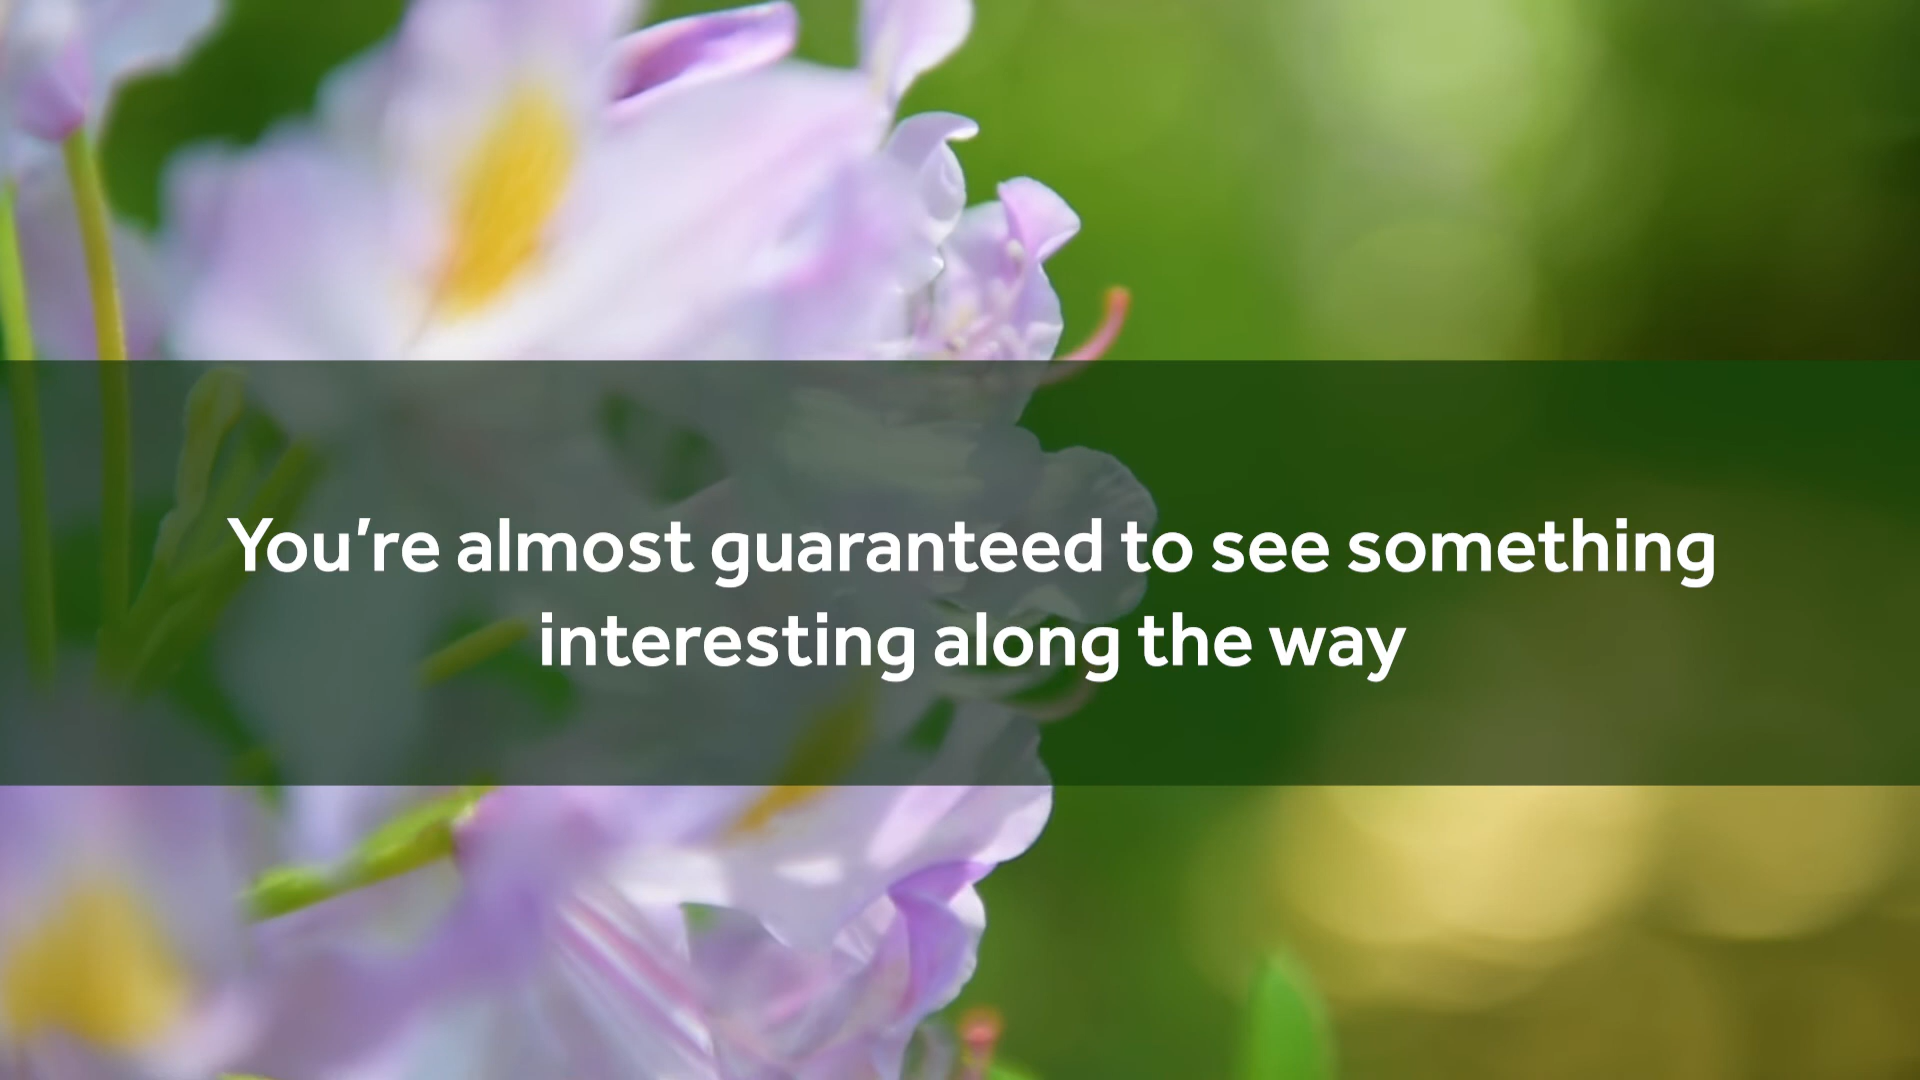 You’re almost guaranteed to see something
interesting along the way